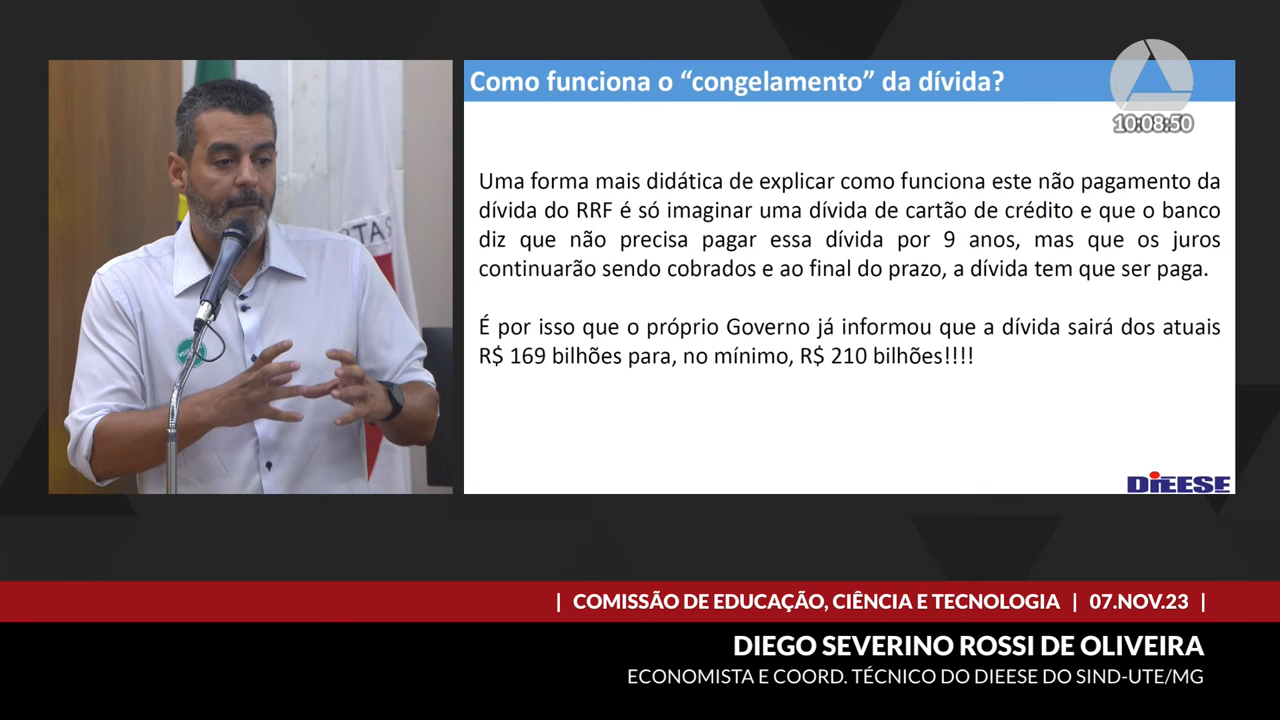 Como funciona o “congelamento” da dívida?
10:08:50
Uma forma mais didática de explicar como funciona este não pagamento da
dívida do RRF é só imaginar uma dívida de cartão de crédito e que o banco
diz que não precisa pagar essa dívida por 9 anos, mas que os juros
continuarão sendo cobrados e ao final do prazo, a dívida tem que ser paga.
É por isso que o próprio Governo já informou que a dívida sairá dos atuais
R$ 169 bilhões para, no mínimo, R$ 210 bilhões!!!!
DIEESE
| COMISSÃO DE EDUCAÇÃO, CIÊNCIA E TECNOLOGIA | 07.NOV.23 |
DIEGO SEVERINO ROSSI DE OLIVEIRA
ECONOMISTA E COORD. TÉCNICO DO DIEESE DO SIND-UTE/MG